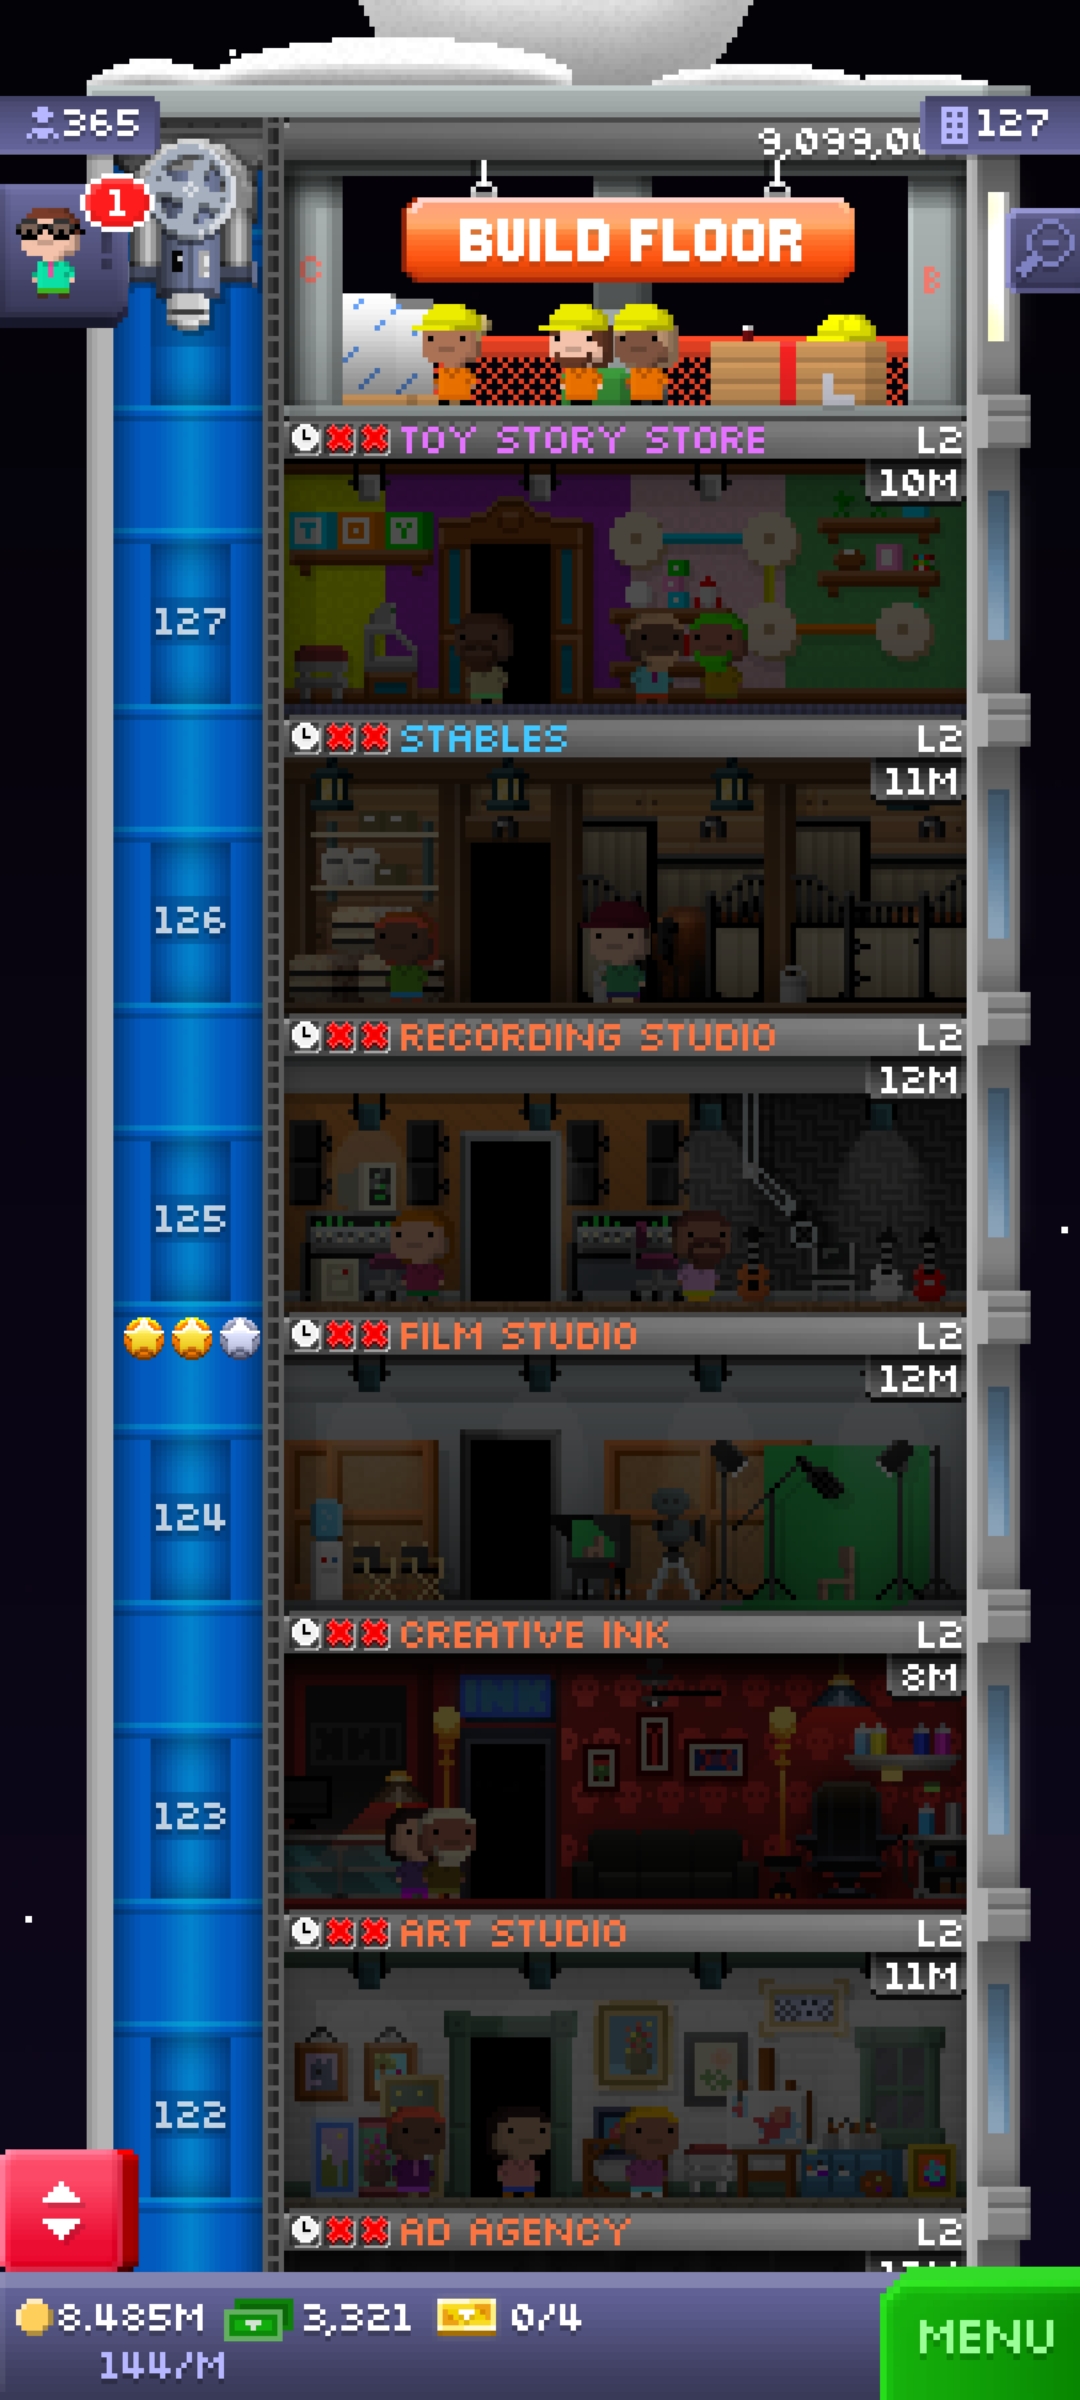 365
127
9,099,00
1
BUILD FLOOR
C
B
TOY STORY STORE L2
10M
TOY
127
STABLES L2
11M
126
RECORDING STUDIO L2
12M
125
FILM STUDIO L2
12M
124
CREATIVE INK L2
8M
INK
123
ART STUDIO L2
11M
122
AD AGENCY L2
8.485M 3,321 0/4
144/M
MENU